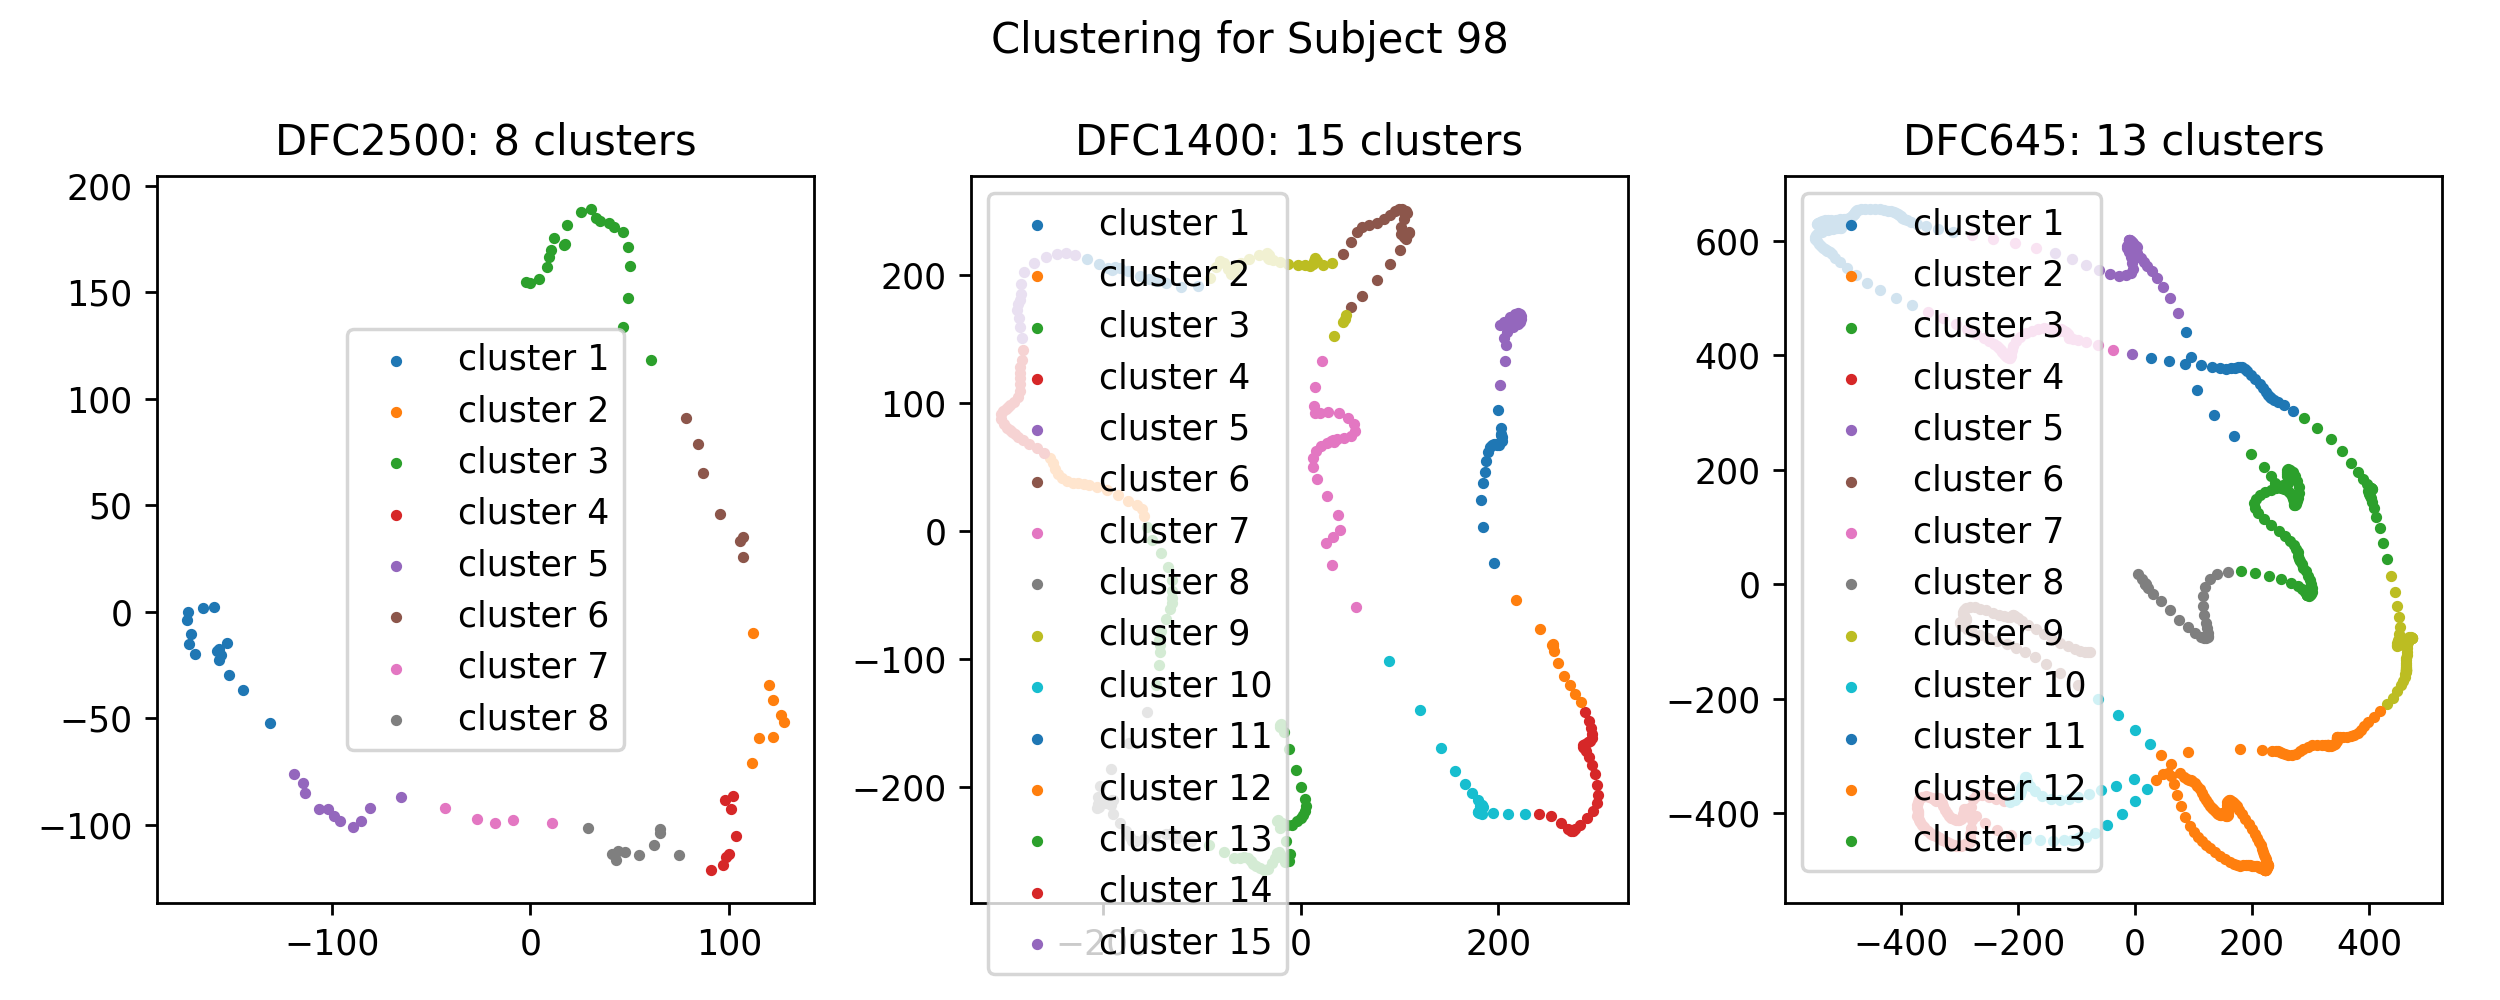 Clustering for Subject 98
DFC2500: 8 clusters
200
150
100
50
0
−50
−100
−100
0
100
cluster 1
cluster 2
cluster 3
cluster 4
cluster 5
cluster 6
cluster 7
cluster 8
DFC1400: 15 clusters
200
100
0
−100
−200
−200
0
200
cluster 1
cluster 2
cluster 3
cluster 4
cluster 5
cluster 6
cluster 7
cluster 8
cluster 9
cluster 10
cluster 11
cluster 12
cluster 13
cluster 14
cluster 15
DFC645: 13 clusters
600
400
200
0
−200
−400
−400
−200
0
200
400
cluster 1
cluster 2
cluster 3
cluster 4
cluster 5
cluster 6
cluster 7
cluster 8
cluster 9
cluster 10
cluster 11
cluster 12
cluster 13